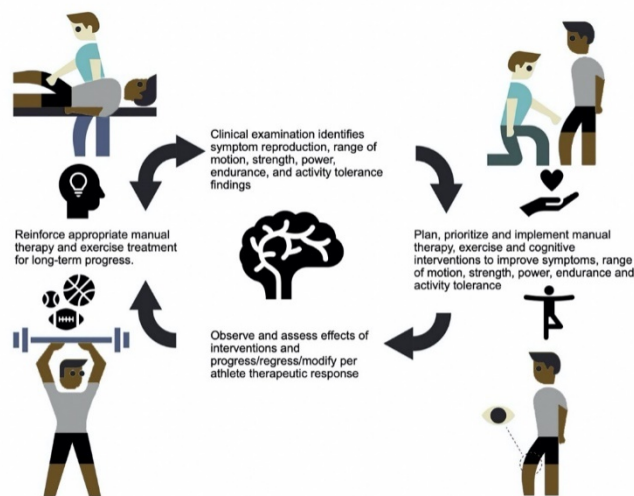 Clinical examination identifies
symptom reproduction, range of
motion, strength, power,
endurance, and activity tolerance
findings
Plan, prioritize and implement manual
therapy, exercise and cognitive
interventions to improve symptoms, range
of motion, strength, power, endurance and
activity tolerance
Observe and assess effects of
interventions and
progress/regress/modify per
athlete therapeutic response
Reinforce appropriate manual
therapy and exercise treatment
for long-term progress.